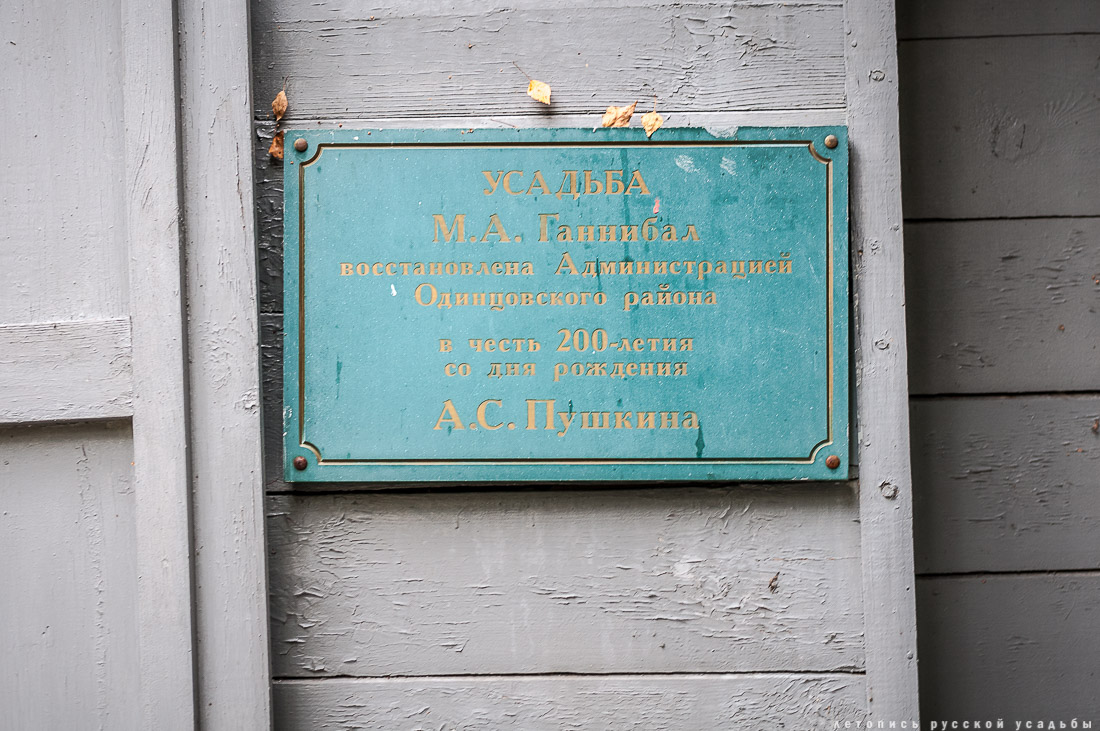 УСАДЬБА
М.А. Ганнибал
восстановлена Администрацией
Одинцовского района
в честь 200-летия
со дня рождения
А.С. Пушкина
летопись русской усадьбы